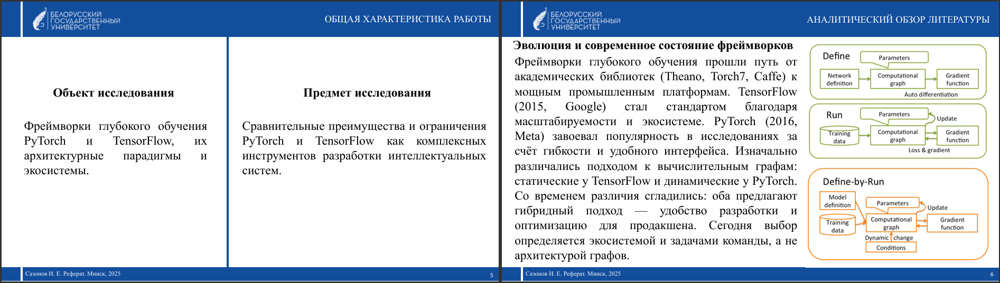 БЕЛОРУССКИЙ
ГОСУДАРСТВЕННЫЙ
УНИВЕРСИТЕТ
ОБЩАЯ ХАРАКТЕРИСТИКА РАБОТЫ
Объект исследования
Фреймворки глубокого обучения
PyTorch и TensorFlow, их
архитектурные парадигмы и
экосистемы.
Предмет исследования
Сравнительные преимущества и ограничения
PyTorch и TensorFlow как комплексных
инструментов разработки интеллектуальных
систем.
Сазонов И. Е. Реферат. Минск, 2025
5
БЕЛОРУССКИЙ
ГОСУДАРСТВЕННЫЙ
УНИВЕРСИТЕТ
АНАЛИТИЧЕСКИЙ ОБЗОР ЛИТЕРАТУРЫ
Эволюция и современное состояние фреймворков
Фреймворки глубокого обучения прошли путь от
академических библиотек (Theano, Torch7, Caffe) к
мощным промышленным платформам. TensorFlow
(2015, Google) стал стандартом благодаря
масштабируемости и экосистеме. PyTorch (2016,
Meta) завоевал популярность в исследованиях за
счёт гибкости и удобного интерфейса. Изначально
различались подходом к вычислительным графам:
статические у TensorFlow и динамические у PyTorch.
Со временем различия сгладились: оба предлагают
гибридный подход — удобство разработки и
оптимизацию для продакшена. Сегодня выбор
определяется экосистемой и задачами команды, а не
архитектурой графов.
Define
Parameters
Network
definition
Computational
graph
Gradient
function
Auto differentiation
Run
Parameters
Update
Training
data
Computational
graph
Gradient
function
Loss & gradient
Define-by-Run
Model
definition
Parameters
Update
Training
data
Computational
graph
Gradient
function
Dynamic change
Conditions
Сазонов И. Е. Реферат. Минск, 2025
6